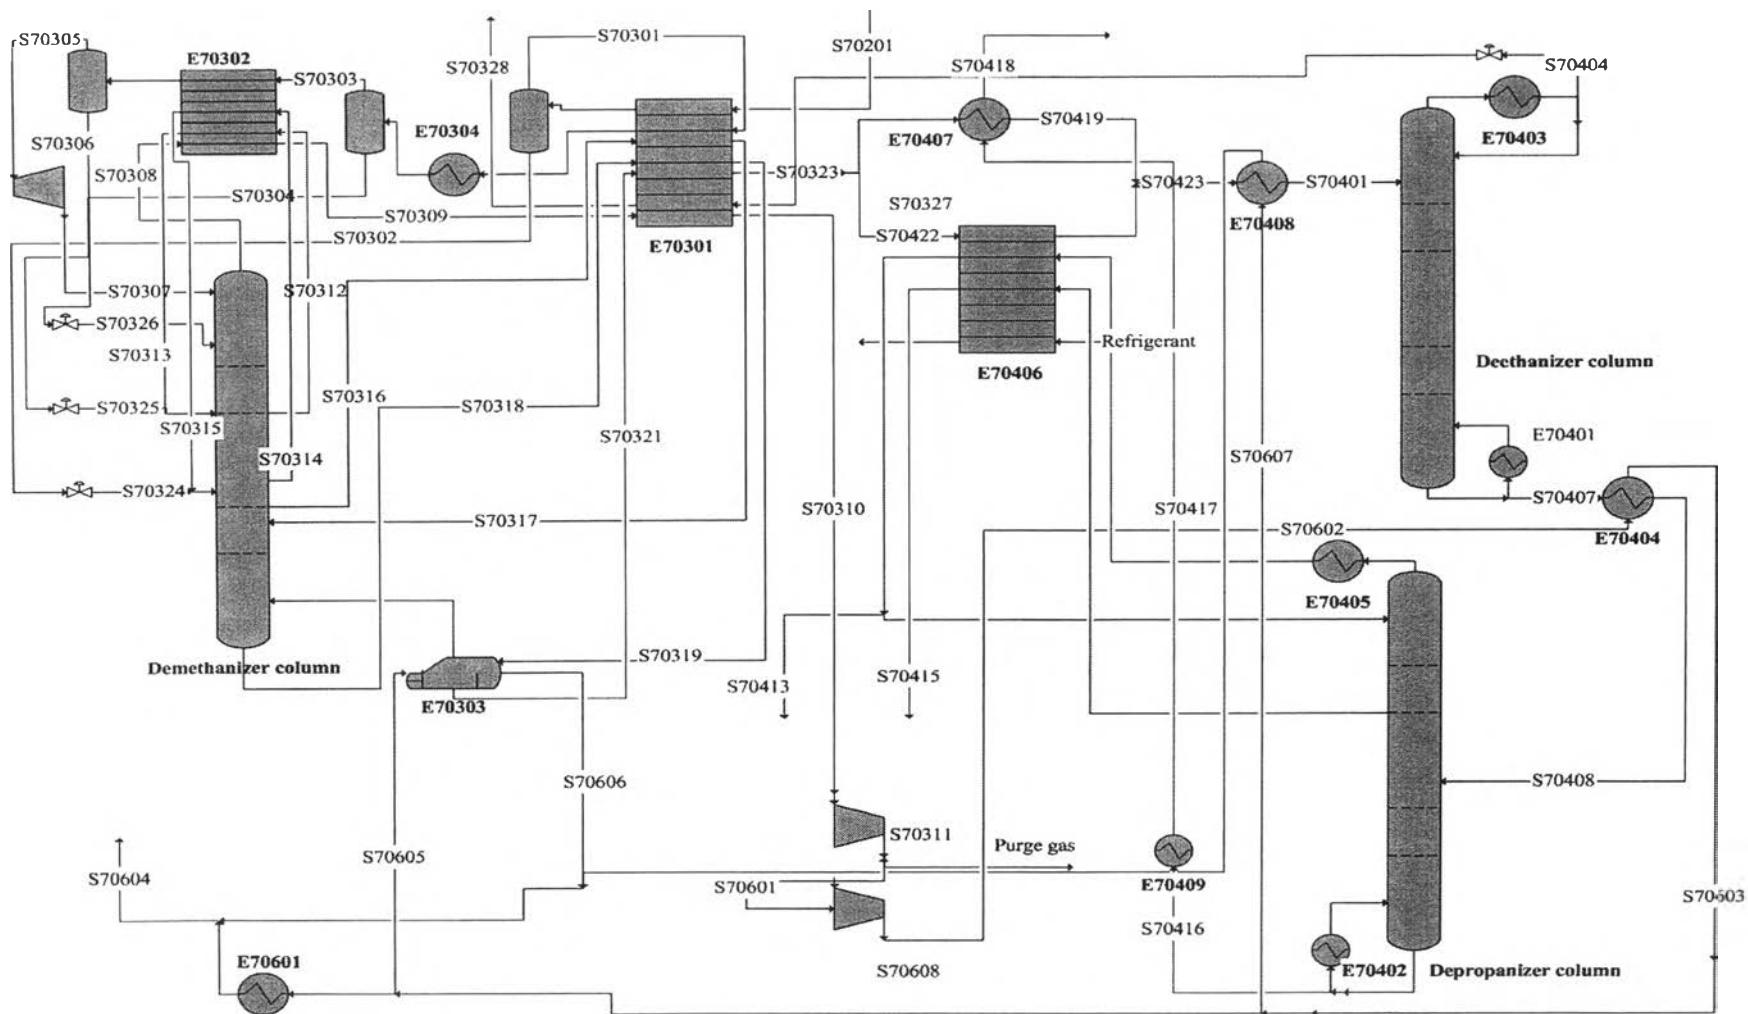 S70305
E70302
S70303
S70328
S70301
S70201
S70418
S70404
S70306
E70304
E70407
S70419
E70403
S70308
S70304
S70323
S70423
S70401
S70309
S70327
S70302
E70301
S70422
E70408
S70307
S70312
S70326
S70313
Refrigerant
E70406
Deethanizer column
S70325
S70316
S70318
S70315
S70321
E70401
S70314
S70607
S70324
S70310
S70407
S70317
S70417
S70602
E70404
E70405
Demethanizer column
S70319
S70413
S70415
E70303
S70606
S70408
S70311
S70605
Purge gas
S70604
S70601
E70409
S70603
S70416
E70601
S70608
E70402
Depropanizer column